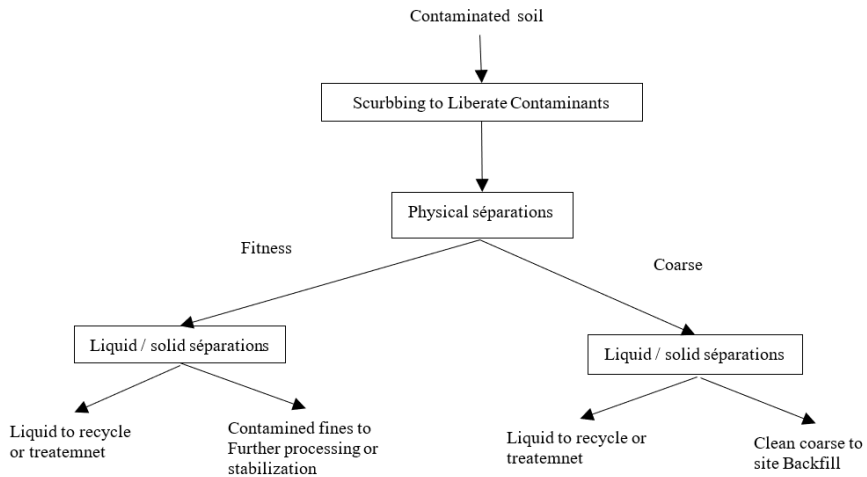 Contaminated soil
Scurbbing to Liberate Contaminants
Physical séparations
Fitness
Coarse
Liquid / solid séparations
Liquid / solid séparations
Liquid to recycle
or treatemnet
Contamined fines to
Further processing or
stabilization
Liquid to recycle or
treatemnet
Clean coarse to
site Backfill